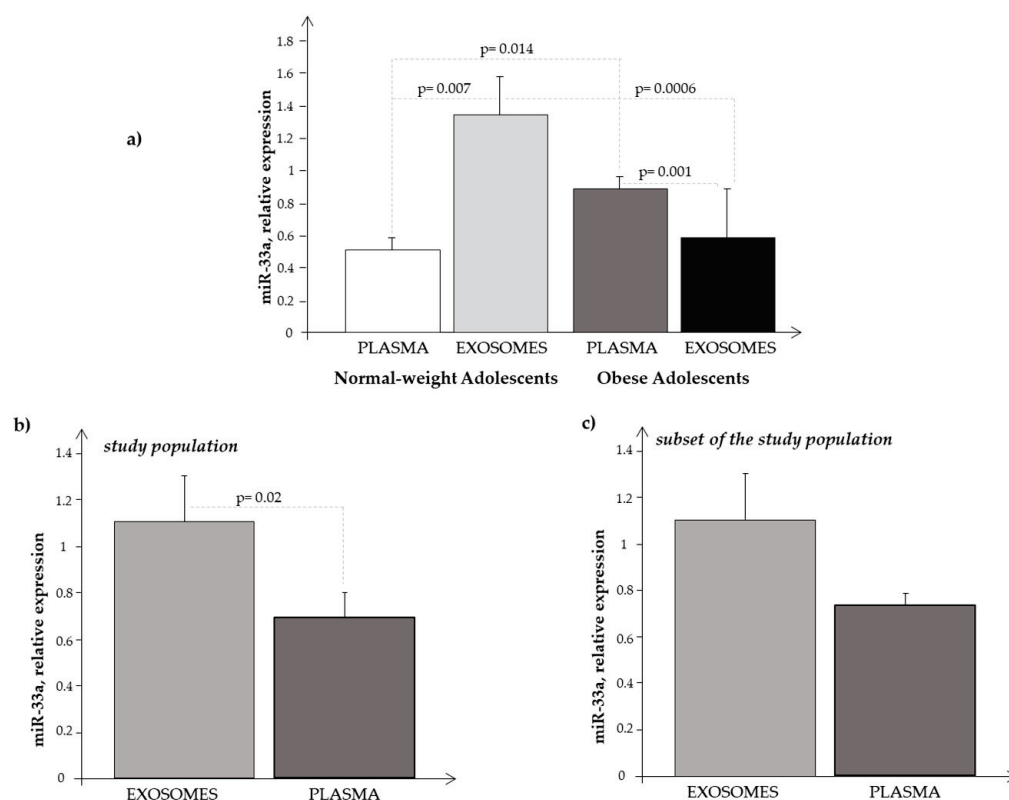 a)
miR-33a, relative expression
1.8
1.6
1.4
1.2
1
0.8
0.6
0.4
0.2
0
p= 0.014
p= 0.007
p= 0.0006
p= 0.001
PLASMA EXOSOMES PLASMA EXOSOMES
Normal-weight Adolescents Obese Adolescents
b)
study population
miR-33a, relative expression
1.4
1.2
1
0.8
0.6
0.4
0.2
0
p= 0.02
EXOSOMES PLASMA
c)
subset of the study population
miR-33a, relative expression
1.4
1.2
1
0.8
0.6
0.4
0.2
0
EXOSOMES PLASMA